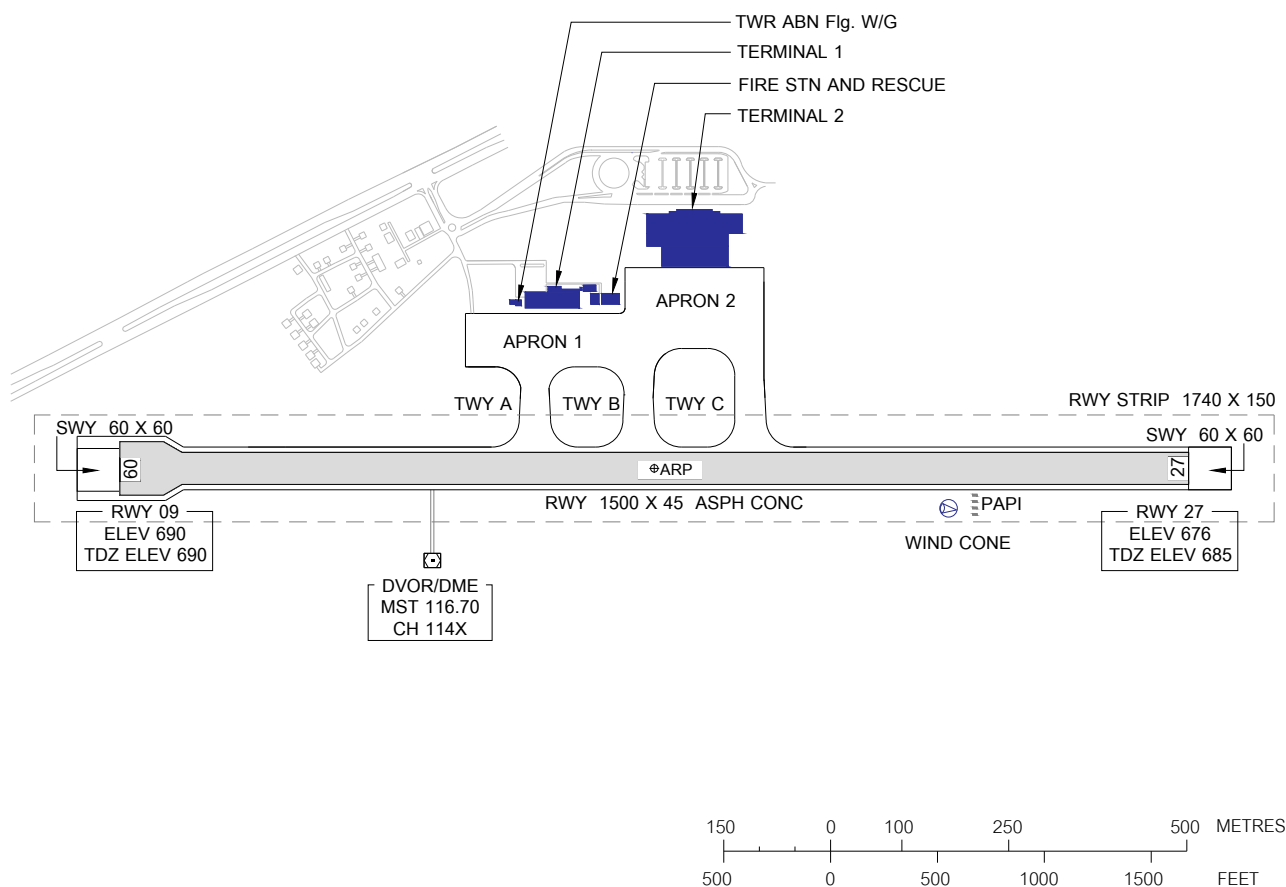 TWR ABN Flg. W/G
TERMINAL 1
FIRE STN AND RESCUE
TERMINAL 2
APRON 2
APRON 1
TWY A
TWY B
TWY C
RWY STRIP 1740 X 150
SWY 60 X 60
SWY 60 X 60
09
ARP
27
RWY 1500 X 45 ASPH CONC
PAPI
WIND CONE
RWY 09
ELEV 690
TDZ ELEV 690
RWY 27
ELEV 676
TDZ ELEV 685
DVOR/DME
MST 116.70
CH 114X
150 0 100 250 500 METRES
500 0 500 1000 1500 FEET